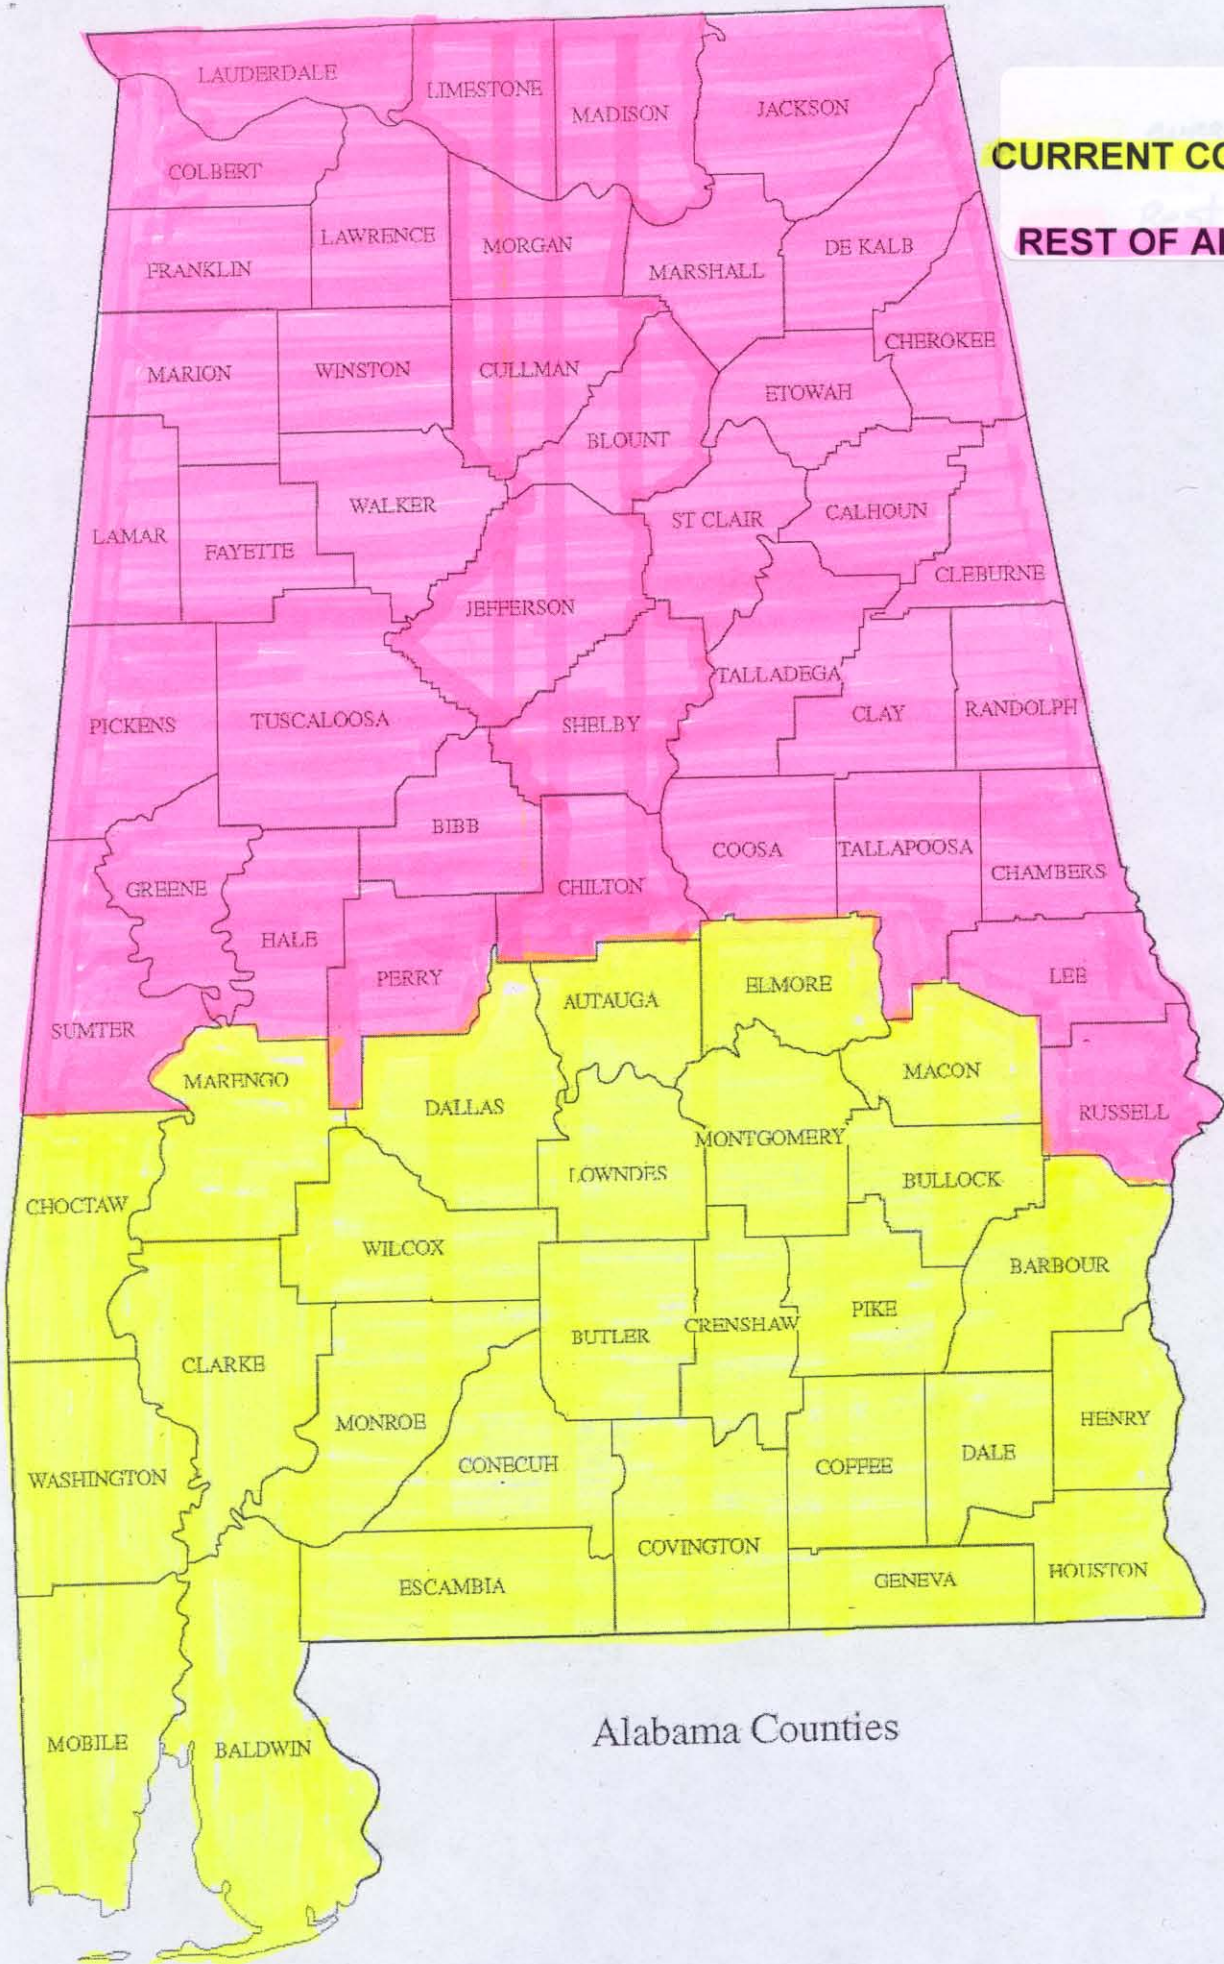 LAUDERDALE
LIMESTONE
MADISON
JACKSON
CURRENT CO
COLBERT
LAWRENCE
MORGAN
DE KALB
REST OF
FRANKLIN
MARSHALL
CHEROKEE
MARION
WINSTON
CULLMAN
ETOWAH
BLOUNT
WALKER
ST CLAIR
CALHOUN
LAMAR
FAYETTE
CLEBURNE
JEFFERSON
TALLADEGA
PICKENS
TUSCALOOSA
SHELBY
CLAY
RANDOLPH
BIBB
COOSA
TALLAPOOSA
CHAMBERS
GREENE
CHILTON
HALE
PERRY
AUTAUGA
ELMORE
LEE
SUMTER
MARENGO
DALLAS
MACON
RUSSELL
MONTGOMERY
LOWNDES
BULLOCK
CHOCTAW
WILCOX
BARBOUR
BUTLER
CRENSHAW
PIKE
CLARKE
MONROE
CONECUH
COFFEE
DALE
HENRY
WASHINGTON
COVINGTON
ESCAMBIA
GENEVA
HOUSTON
MOBILE
BALDWIN
Alabama Counties